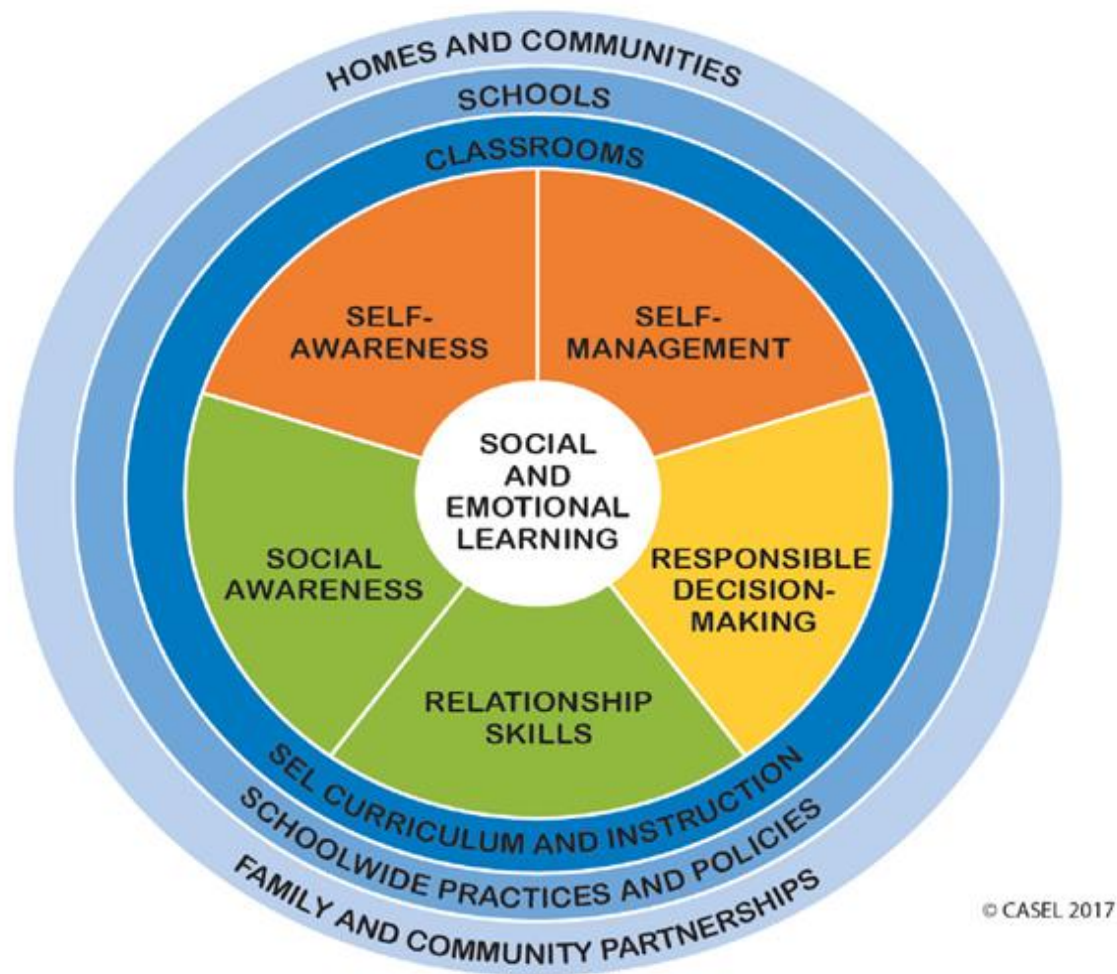 HOMES AND COMMUNITIES
SCHOOLS
CLASSROOMS
SELF-
AWARENESS
SELF-
MANAGEMENT
SOCIAL
AND
EMOTIONAL
LEARNING
SOCIAL
AWARENESS
RESPONSIBLE
DECISION-
MAKING
RELATIONSHIP
SKILLS
SEL CURRICULUM AND INSTRUCTION
SCHOOLWIDE PRACTICES AND POLICIES
FAMILY AND COMMUNITY PARTNERSHIPS
© CASEL 2017